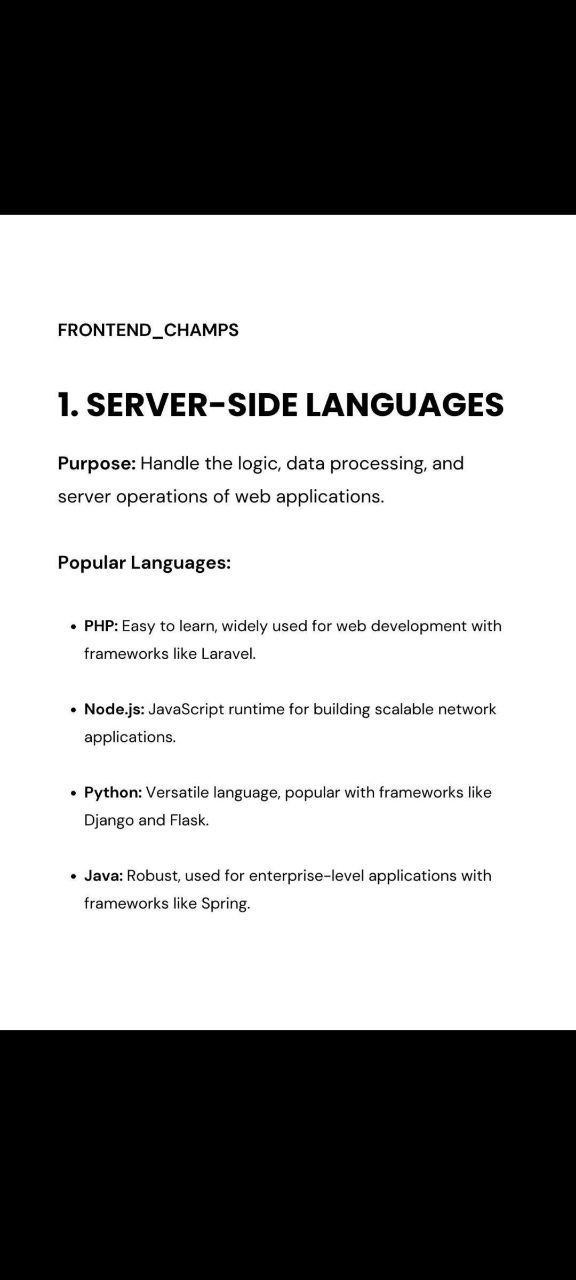 FRONTEND_CHAMPS
1. SERVER-SIDE LANGUAGES
Purpose: Handle the logic, data processing, and
server operations of web applications.
Popular Languages:
• PHP: Easy to learn, widely used for web development with
frameworks like Laravel.
• Node.js: JavaScript runtime for building scalable network
applications.
• Python: Versatile language, popular with frameworks like
Django and Flask.
• Java: Robust, used for enterprise-level applications with
frameworks like Spring.